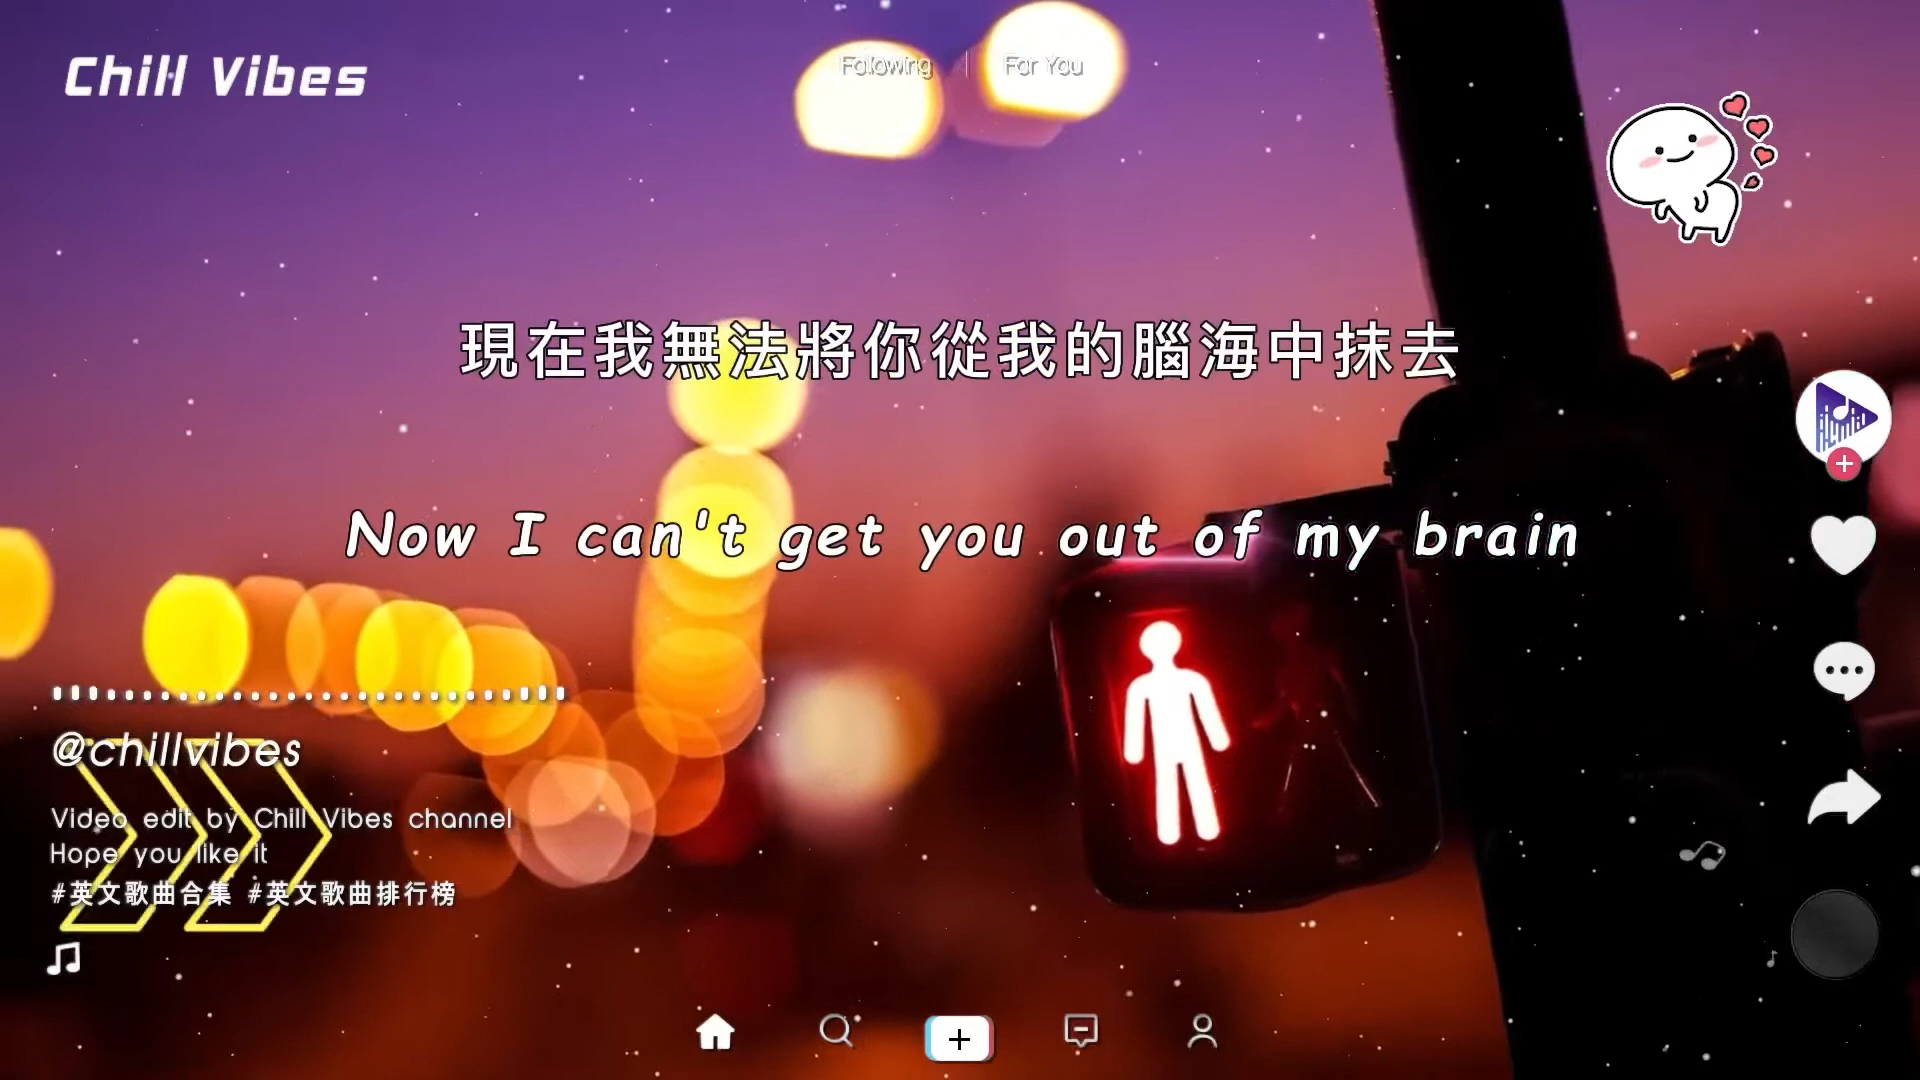 Chill Vibes
Following | For You
現在我無法將你從我的腦海中抹去
Now I can't get you out of my brain
@chillvibes
Video edit by Chill Vibes channel
Hope you like it
#英文歌曲合集 #英文歌曲排行榜